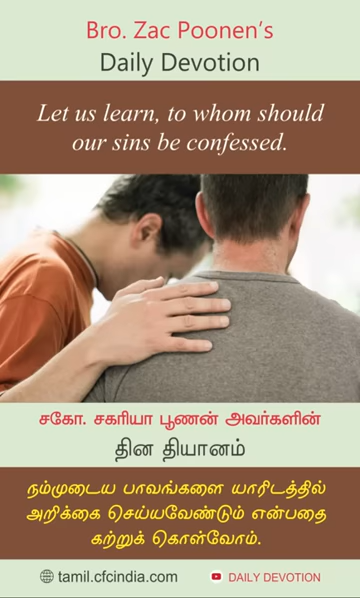 Bro. Zac Poonen's
Daily Devotion
Let us learn, to whom should
our sins be confessed.
சகோ. சகரியா பூணன் அவர்களின்
தின தியானம்
நம்முடைய பாவங்களை யாரிடத்தில்
அறிக்கை செய்யவேண்டும் என்பதை
கற்றுக் கொள்வோம்.
tamil.cfcindia.com
DAILY DEVOTION